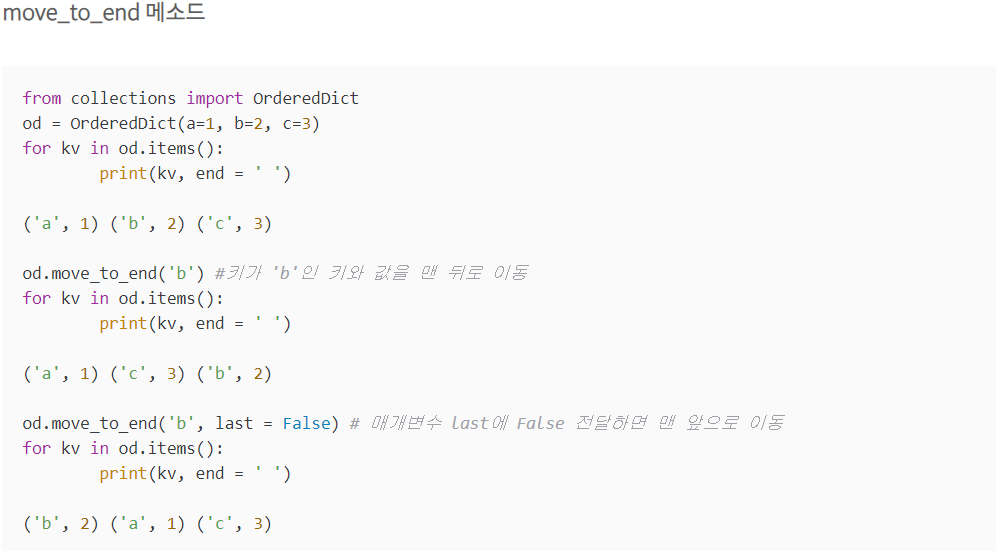 move_to_end 메소드
from collections import OrderedDict
od = OrderedDict(a=1, b=2, c=3)
for kv in od.items():
        print(kv, end = ' ')
('a', 1) ('b', 2) ('c', 3)
od.move_to_end('b') #키가 'b'인 키와 값을 맨 뒤로 이동
for kv in od.items():
        print(kv, end = ' ')
('a', 1) ('c', 3) ('b', 2)
od.move_to_end('b', last = False) # 매개변수 last에 False 전달하면 맨 앞으로 이동
for kv in od.items():
        print(kv, end = ' ')
('b', 2) ('a', 1) ('c', 3)